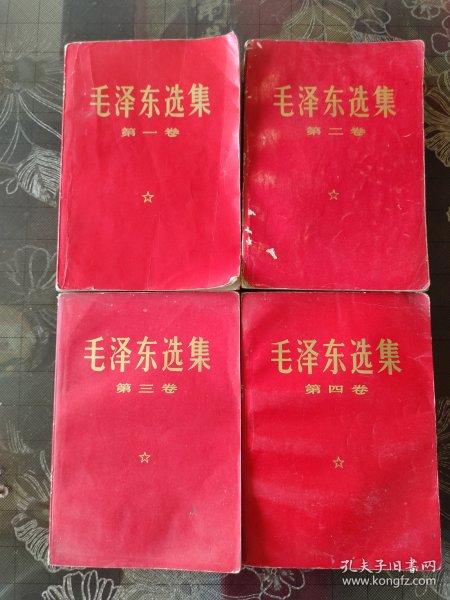 毛泽东选集
第一卷
毛泽东选集
第二卷
毛泽东选集
第三卷
毛泽东选集
第四卷
孔夫子旧书网
www.kongfz.com